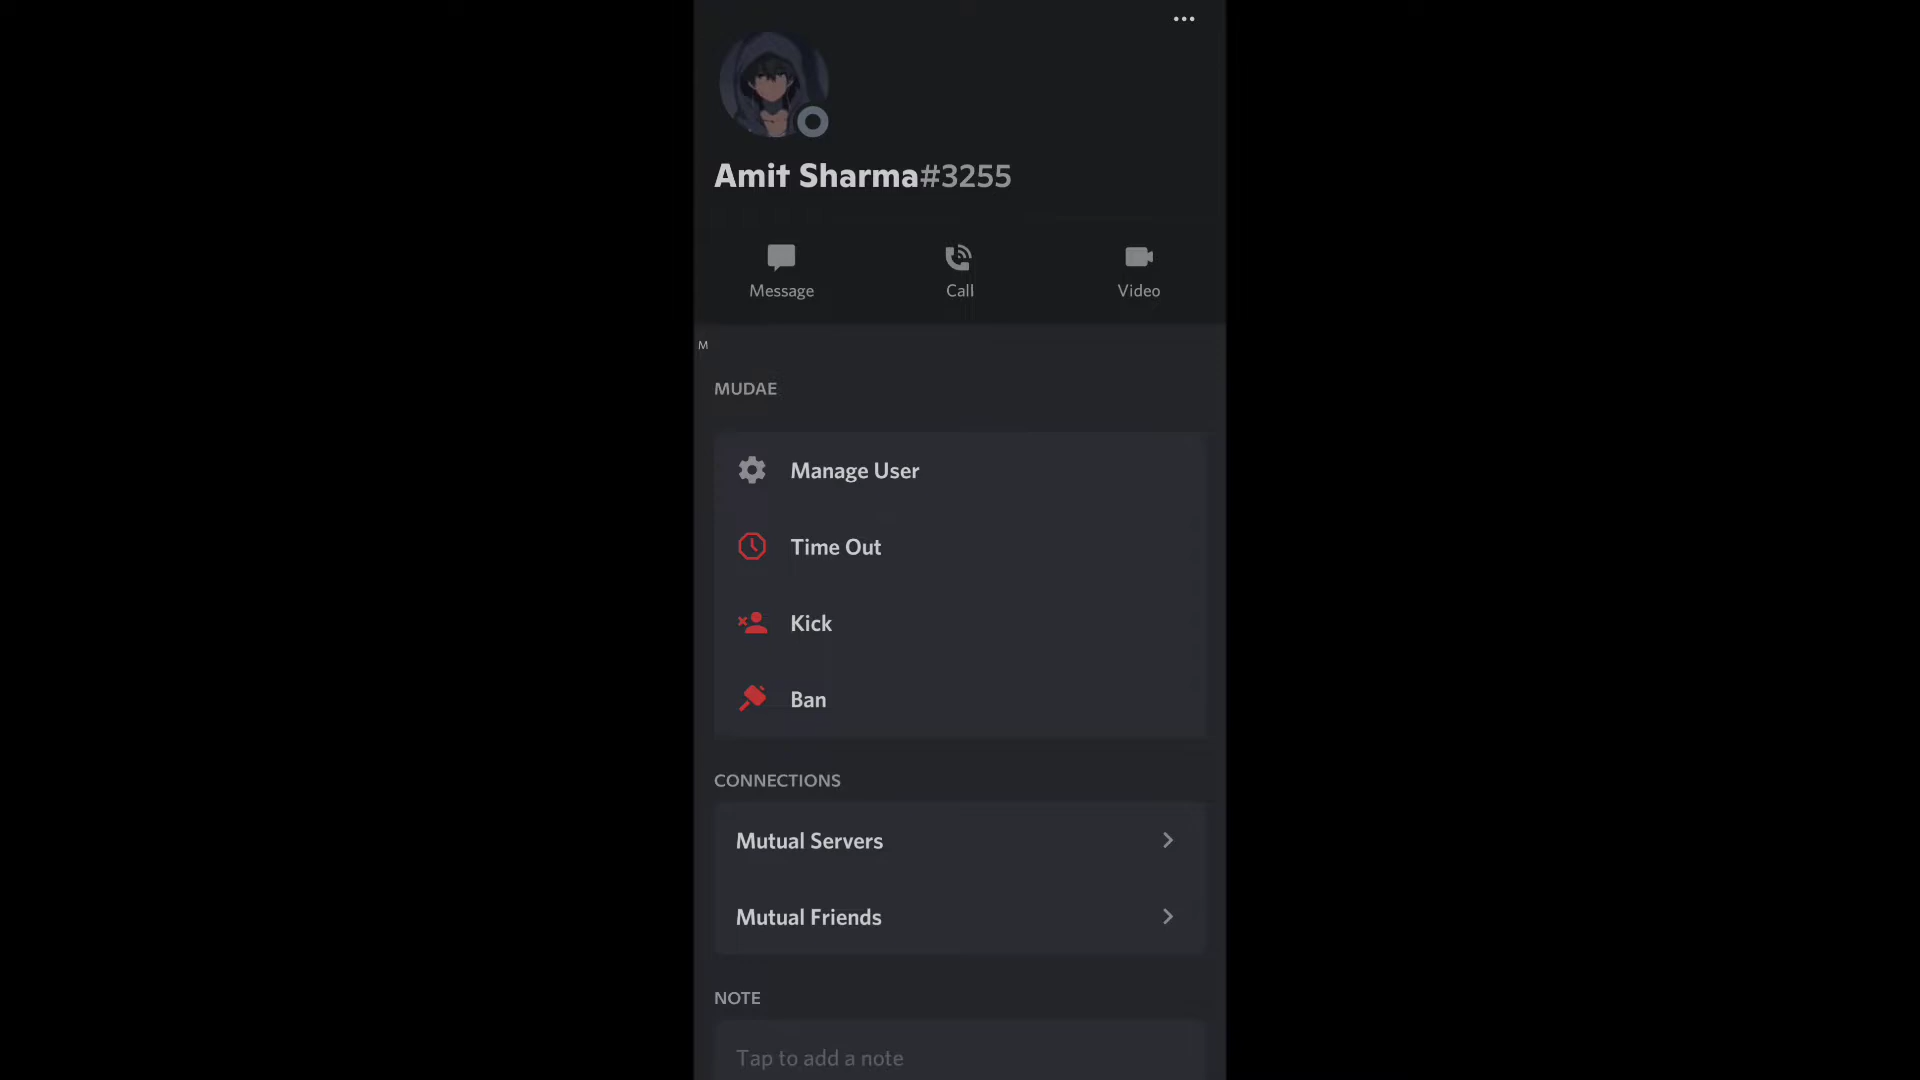 Amit Sharma#3255
Message Call Video
M
MUDAE
Manage User
Time Out
Kick
Ban
CONNECTIONS
Mutual Servers
Mutual Friends
NOTE
Tap to add a note